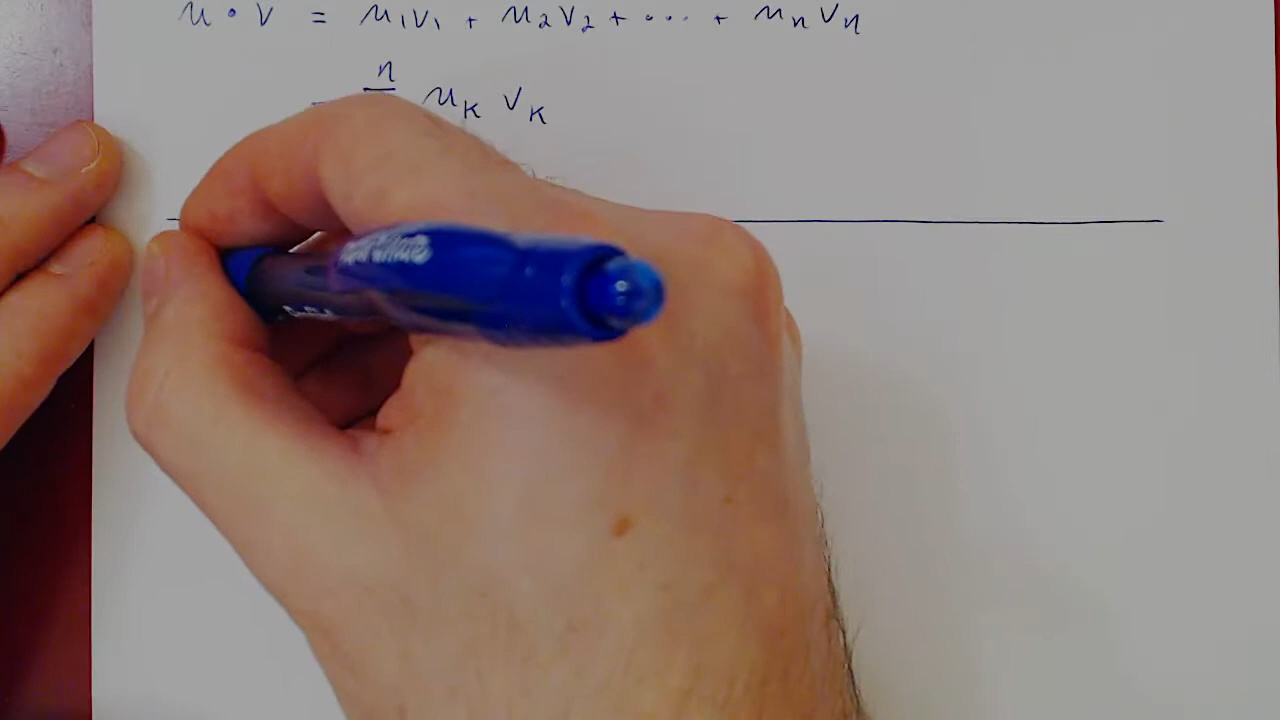 u • v = u₁v₁ + u₂v₂ + ... + uₙvₙ
n uₖ vₖ